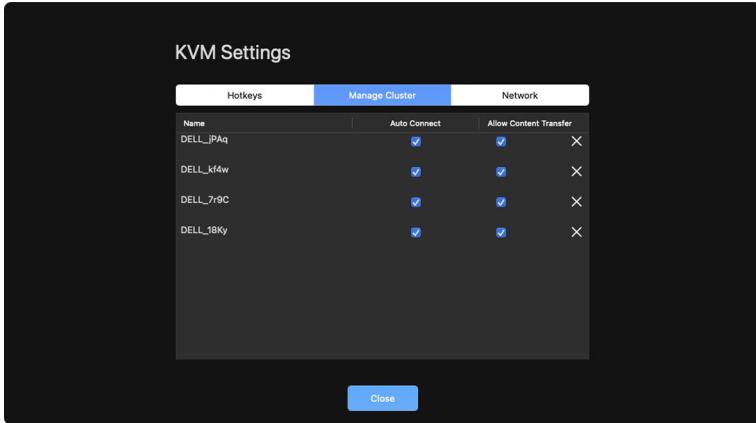 KVM Settings
Hotkeys Manage Cluster Network
Name Auto Connect Allow Content Transfer
DELL_jPAq
DELL_kf4w
DELL_7r9C
DELL_18Ky
Close